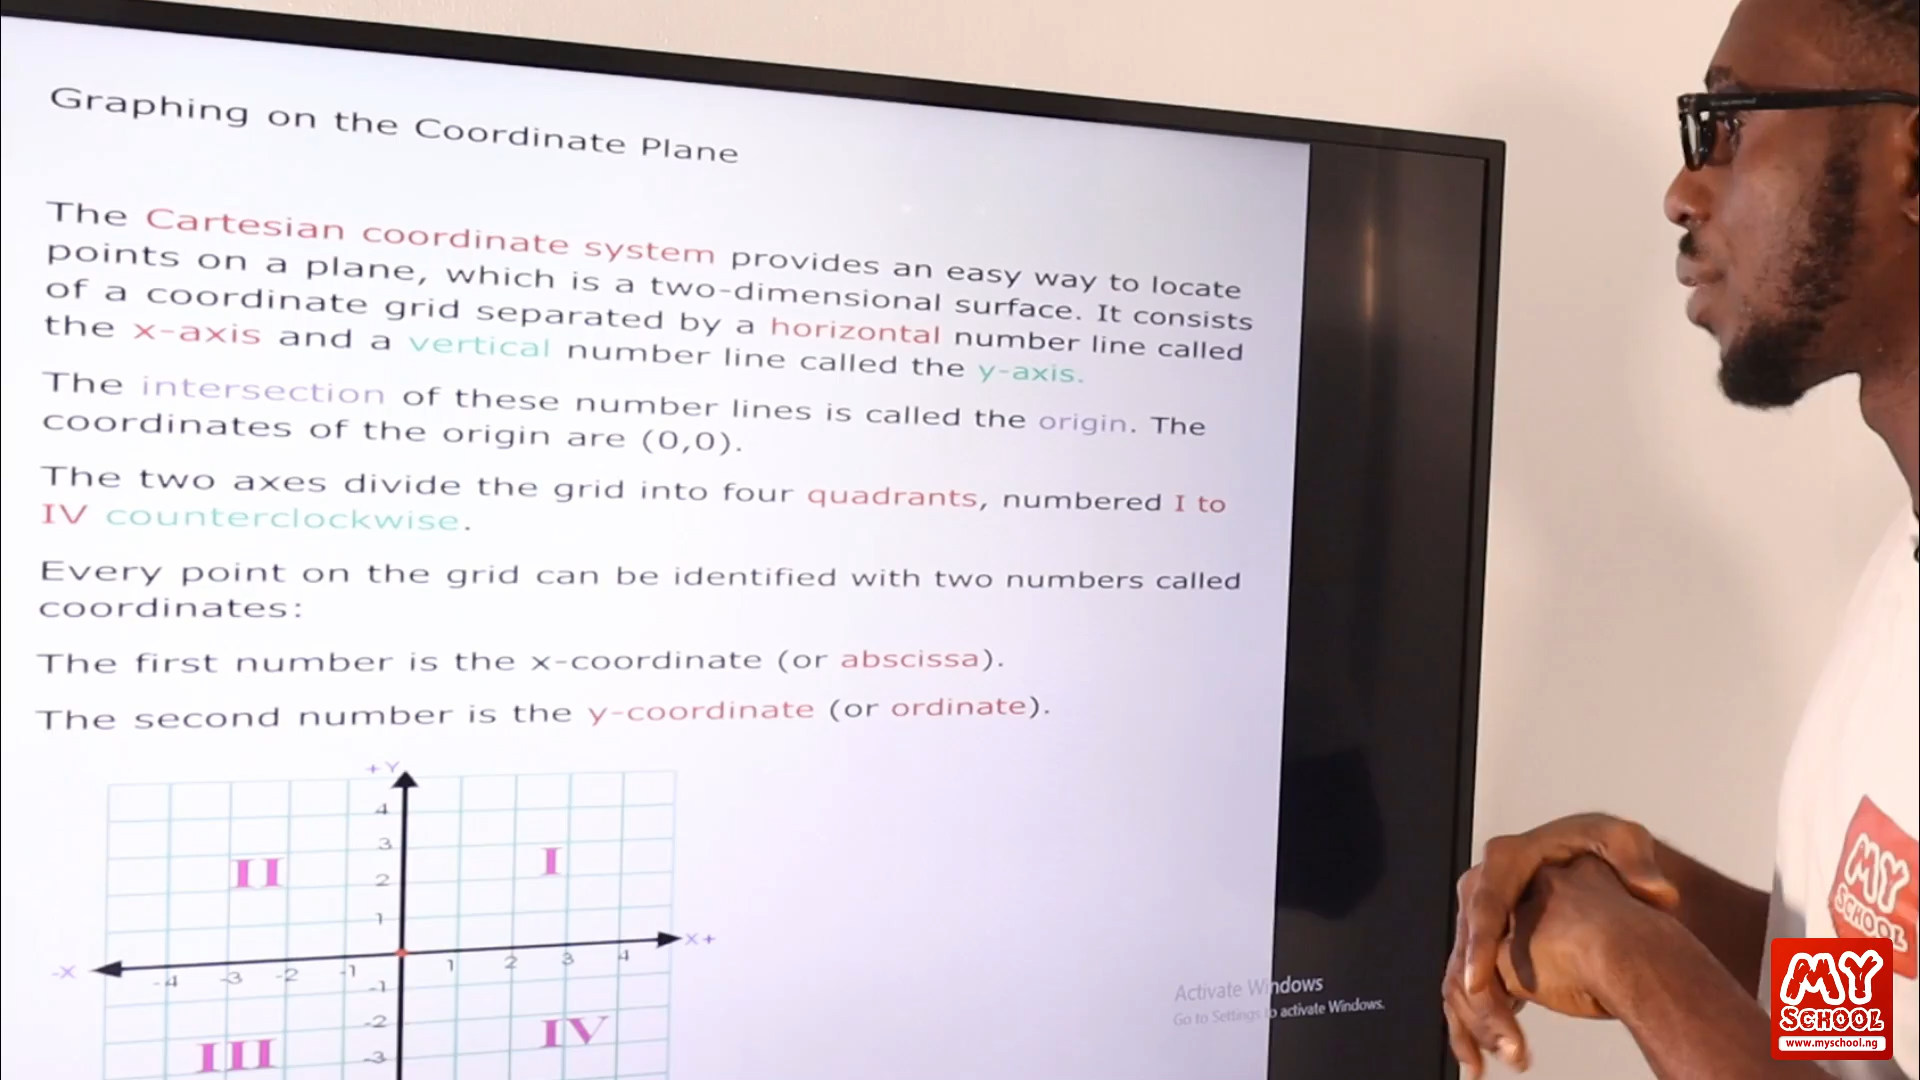 Graphing on the Coordinate Plane
The Cartesian coordinate system provides an easy way to locate
points on a plane, which is a two-dimensional surface. It consists
of a coordinate grid separated by a horizontal number line called
the x-axis and a vertical number line called the y-axis.
The intersection of these number lines is called the origin. The
coordinates of the origin are (0,0).
The two axes divide the grid into four quadrants, numbered I to
IV counterclockwise.
Every point on the grid can be identified with two numbers called
coordinates:
The first number is the x-coordinate (or abscissa).
The second number is the y-coordinate (or ordinate).
+Y
4
3
II I
2
1
-X -4 -3 -2 -1 1 2 3 4 X+
-1
-2
III IV
-3
Activate Windows
Go to Settings to activate Windows.
MY
SCHOOL
MY
SCHOOL
www.myschool.ng